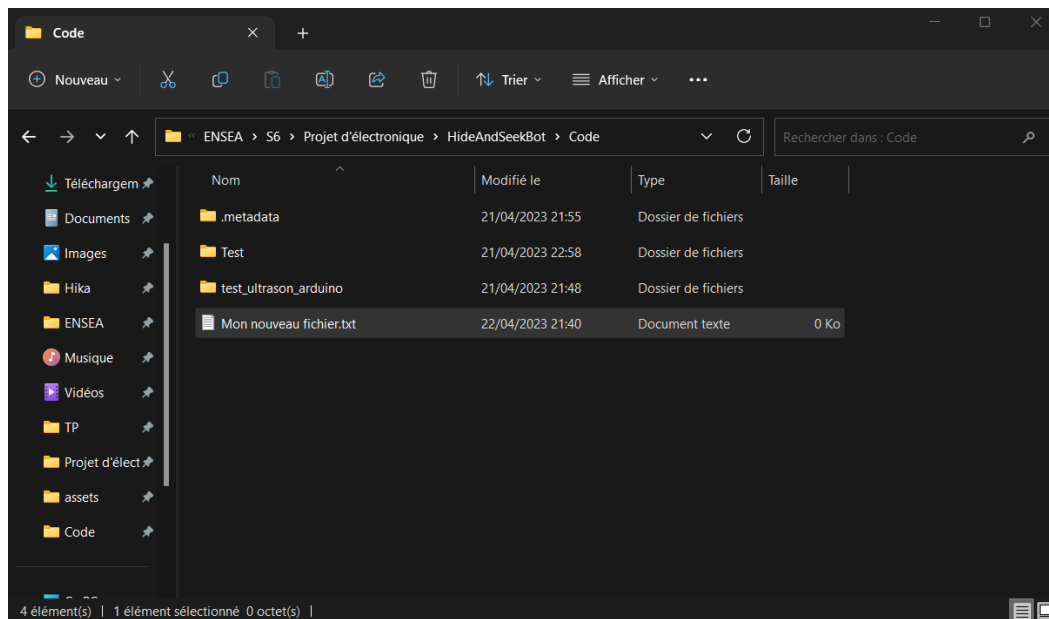 Code
Nouveau
Trier
Afficher
« ENSEA > S6 > Projet d'électronique > HideAndSeekBot > Code
Rechercher dans : Code
Téléchargem
Documents
Images
Hika
ENSEA
Musique
Vidéos
TP
Projet d'élect
assets
Code
Nom Modifié le Type Taille
.metadata 21/04/2023 21:55 Dossier de fichiers
Test 21/04/2023 22:58 Dossier de fichiers
test_ultrason_arduino 21/04/2023 21:48 Dossier de fichiers
Mon nouveau fichier.txt 22/04/2023 21:40 Document texte 0 Ko
4 élément(s) | 1 élément sélectionné 0 octet(s) |